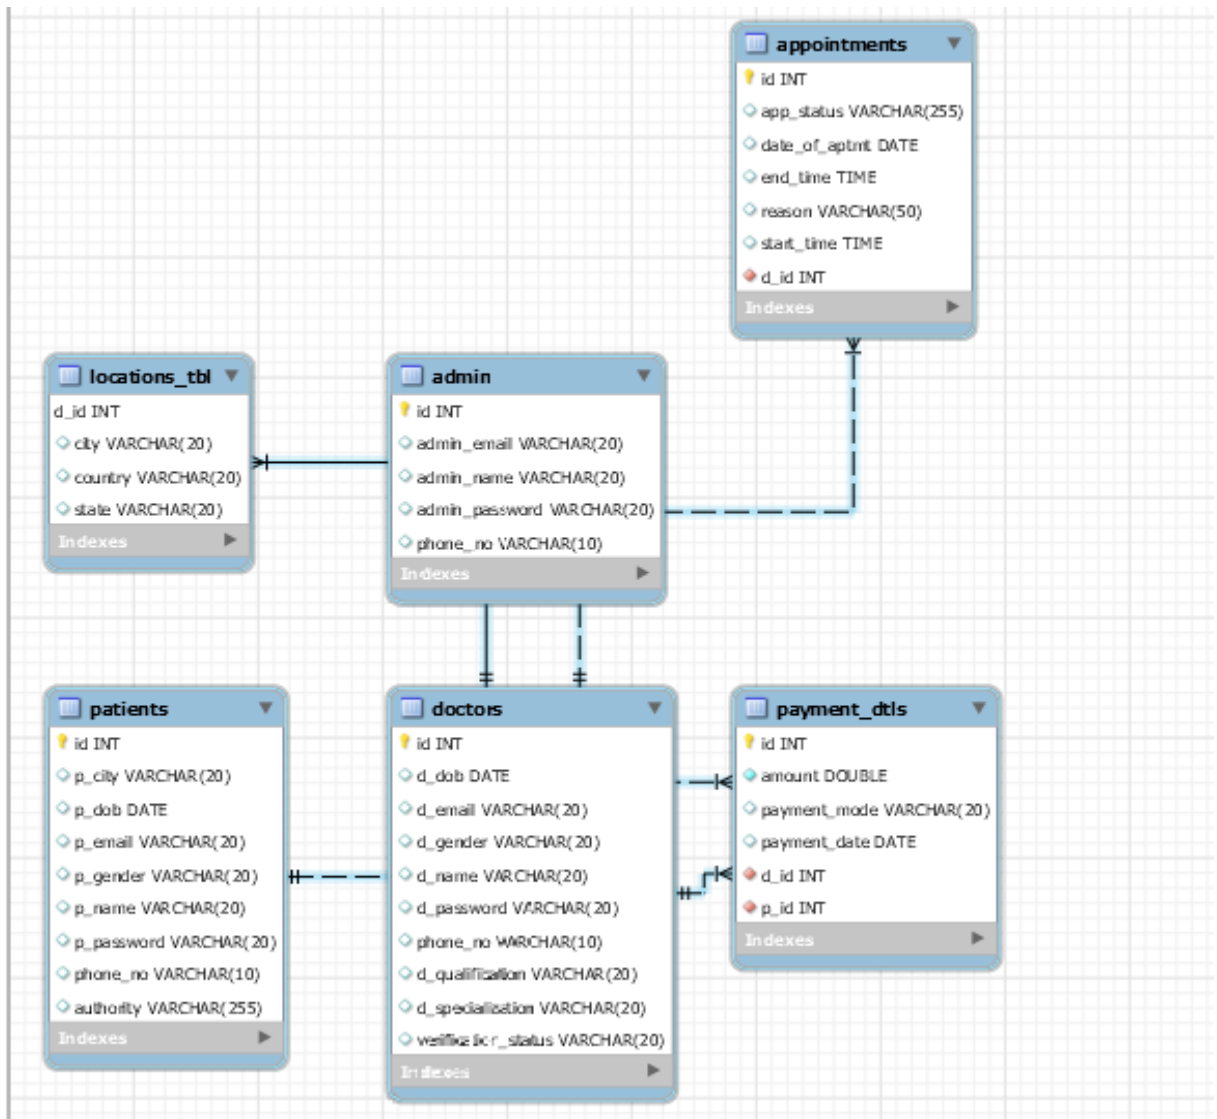 appointments
id INT
app_status VARCHAR(255)
date_of_aptmt DATE
end_time TIME
reason VARCHAR(50)
start_time TIME
d_id INT
Indexes
locations_tbl
d_id INT
city VARCHAR(20)
country VARCHAR(20)
state VARCHAR(20)
Indexes
admin
id INT
admin_email VARCHAR(20)
admin_name VARCHAR(20)
admin_password VARCHAR(20)
phone_no VARCHAR(10)
Indexes
patients
id INT
p_city VARCHAR(20)
p_dob DATE
p_email VARCHAR(20)
p_gender VARCHAR(20)
p_name VARCHAR(20)
p_password VARCHAR(20)
phone_no VARCHAR(10)
authority VARCHAR(255)
Indexes
doctors
id INT
d_dob DATE
d_email VARCHAR(20)
d_gender VARCHAR(20)
d_name VARCHAR(20)
d_password VARCHAR(20)
phone_no VARCHAR(10)
d_qualification VARCHAR(20)
d_specialisation VARCHAR(20)
verification_status VARCHAR(20)
Indexes
payment_dtls
id INT
amount DOUBLE
payment_mode VARCHAR(20)
payment_date DATE
d_id INT
p_id INT
Indexes